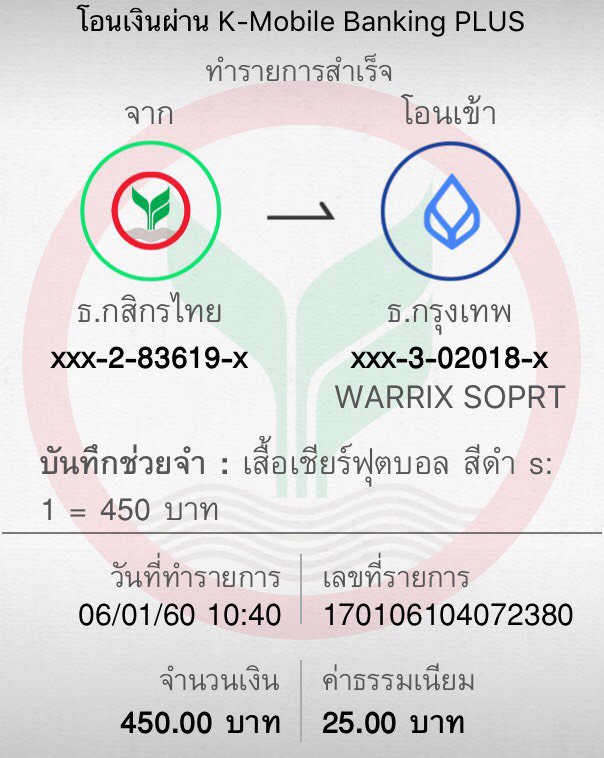 โอนเงินผ่าน K-Mobile Banking PLUS
ทำรายการสำเร็จ
จาก
โอนเข้า
ธ.กสิกรไทย
ธ.กรุงเทพ
xxx-2-83619-x
xxx-3-02018-x
WARRIX SOPRT
บันทึกช่วยจำ : เสื้อเชียร์ฟุตบอล สีดำ s:
1 = 450 บาท
วันที่ทำรายการ
เลขที่รายการ
06/01/60 10:40
170106104072380
จำนวนเงิน
ค่าธรรมเนียม
450.00 บาท
25.00 บาท